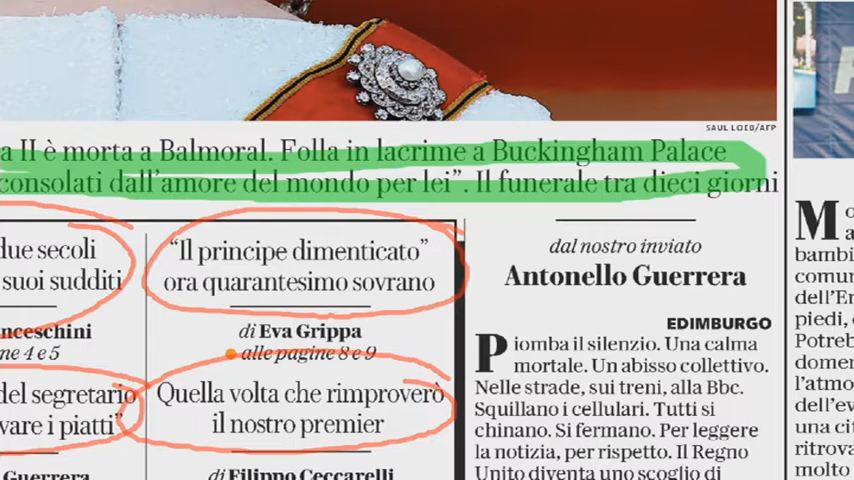 SAUL LOEB/AFP
a II è morta a Balmoral. Folla in lacrime a Buckingham Palace
consolati dall'amore del mondo per lei”. Il funerale tra dieci giorni
due secoli
suoi sudditi
nceschini
ne 4 e 5
del segretario
vare i piatti”
Guerrera
“Il principe dimenticato”
ora quarantesimo sovrano
di Eva Grippa
alle pagine 8 e 9
Quella volta che rimproverò
il nostro premier
di Filippo Ceccarelli
dal nostro inviato
Antonello Guerrera
EDIMBURGO
Piomba il silenzio. Una calma
mortale. Un abisso collettivo.
Nelle strade, sui treni, alla Bbc.
Squillano i cellulari. Tutti si
chinano. Si fermano. Per leggere
la notizia, per rispetto. Il Regno
Unito diventa uno scoglio di
Mo
a
bambi
comun
dell'Er
piedi,
Potreb
domen
l'atmo
dell'ev
una cit
ritrova
molto